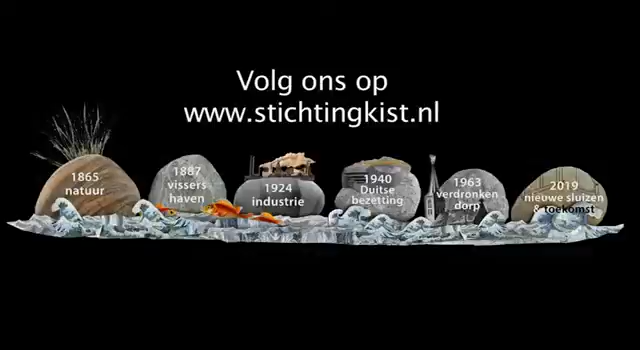 Volg ons op
www.stichtingkist.nl
1865
natuur
1887
vissers
haven
1924
industrie
1940
Duitse
bezetting
1963
verdronken
dorp
2019
nieuwe sluizen
& toekomst